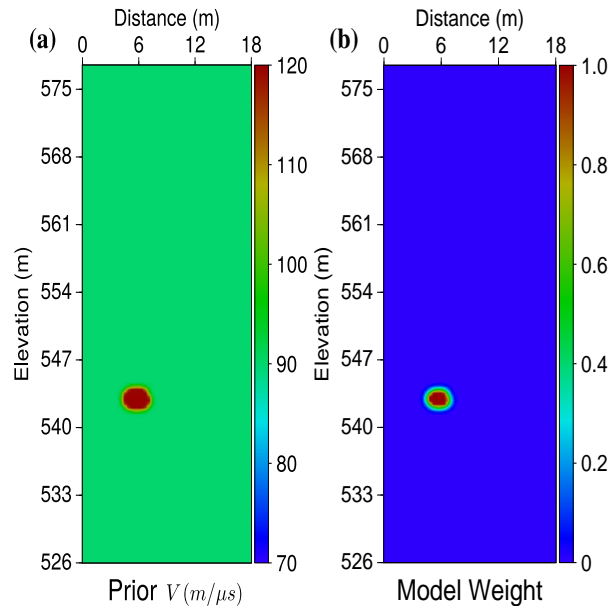 Distance (m)
(a)
0 6 12 18
Elevation (m)
575
568
561
554
547
540
533
526
120
110
100
90
80
70
Prior V(m/μs)
Distance (m)
(b)
0 6 12 18
Elevation (m)
575
568
561
554
547
540
533
526
1.0
0.8
0.6
0.4
0.2
0.0
Model Weight